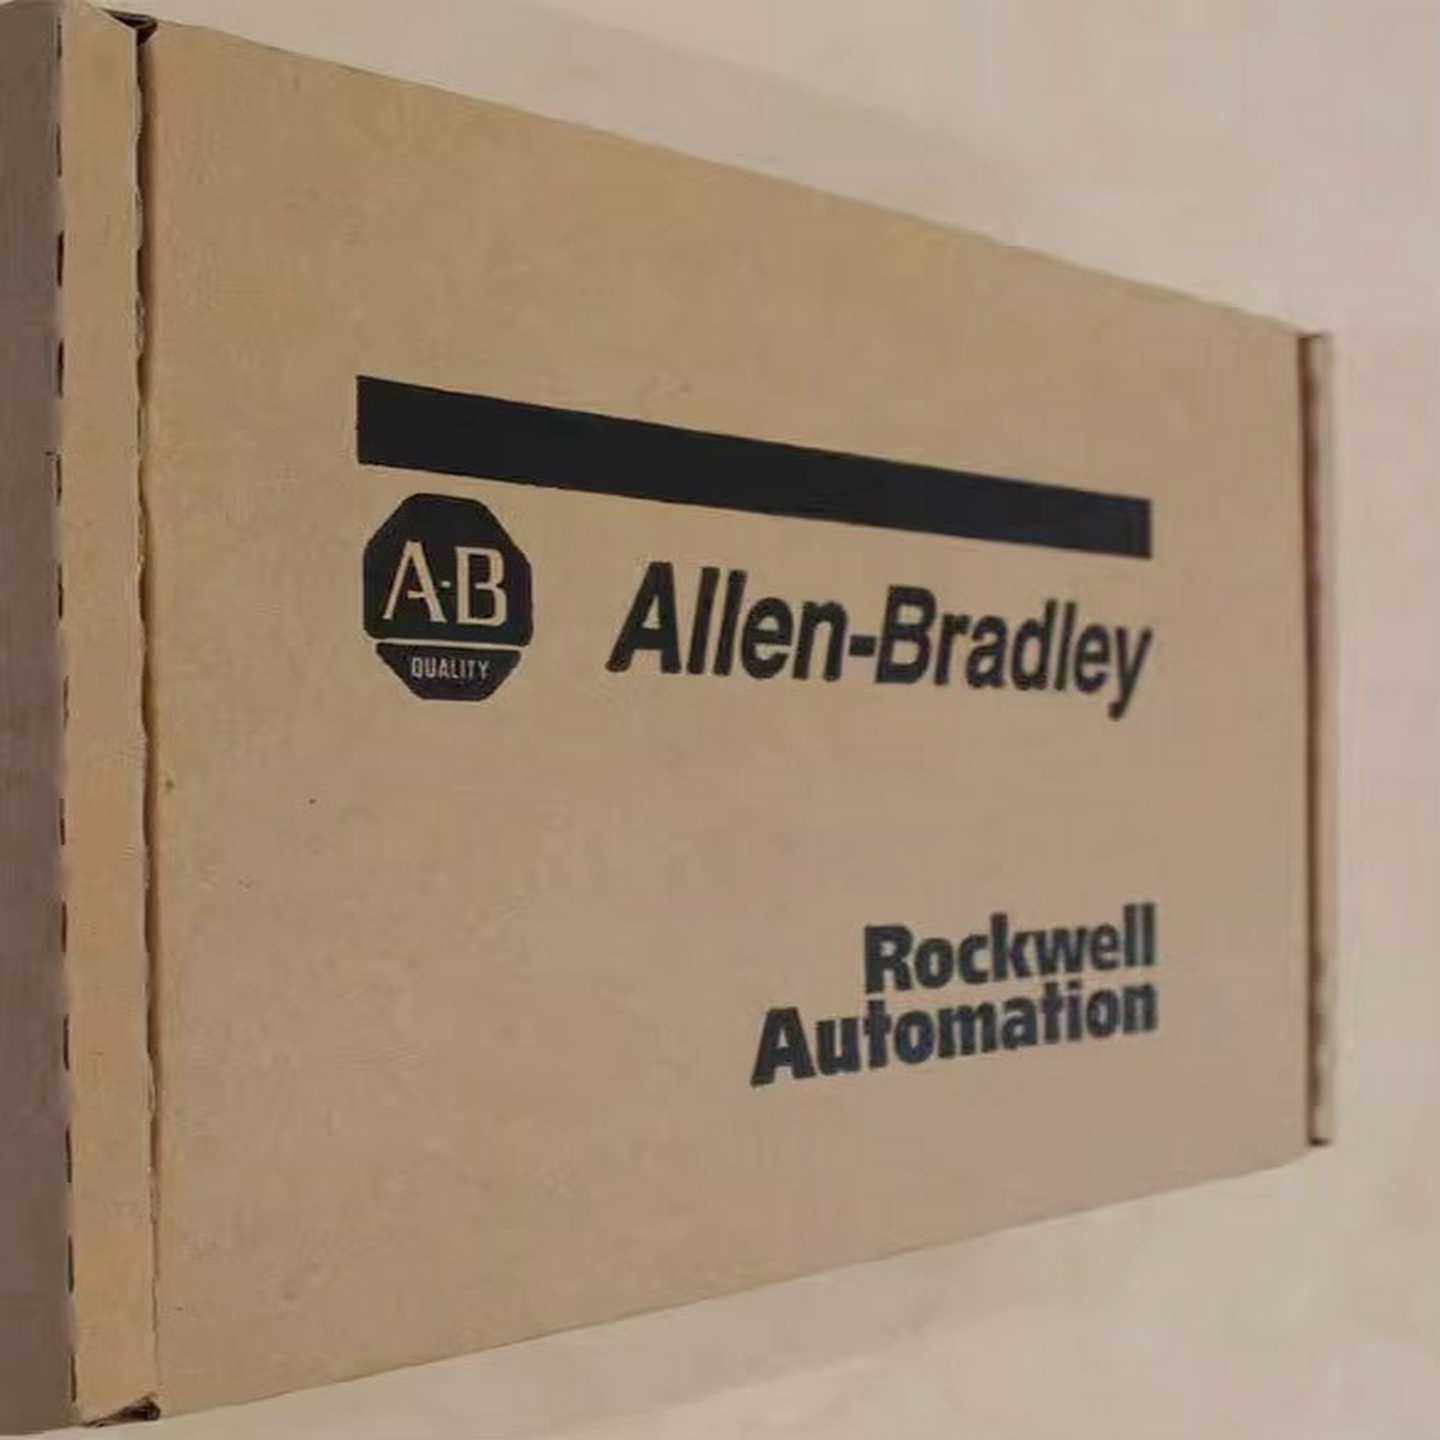 A-B
QUALITY
Allen-Bradley
Rockwell
Automation